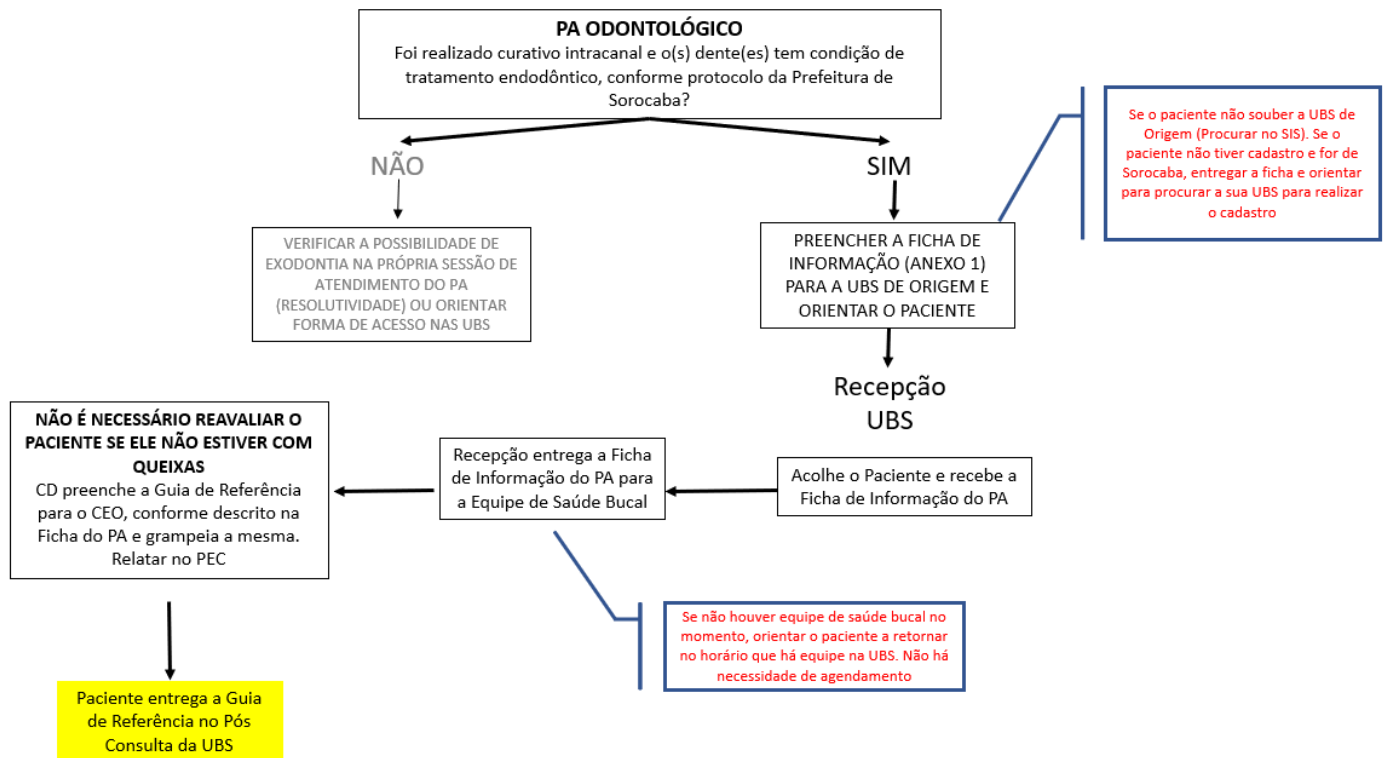 PA ODONTOLÓGICO
Foi realizado curativo intracanal e o(s) dente(es) tem condição de
tratamento endodôntico, conforme protocolo da Prefeitura de
Sorocaba?
NÃO
SIM
Se o paciente não souber a UBS de
Origem (Procurar no SIS). Se o
paciente não tiver cadastro e for de
Sorocaba, entregar a ficha e orientar
para procurar a sua UBS para realizar
o cadastro
VERIFICAR A POSSIBILIDADE DE
EXODONTIA NA PRÓPRIA SESSÃO DE
ATENDIMENTO DO PA
(RESOLUTIVIDADE) OU ORIENTAR
FORMA DE ACESSO NAS UBS
PREENCHER A FICHA DE
INFORMAÇÃO (ANEXO 1)
PARA A UBS DE ORIGEM E
ORIENTAR O PACIENTE
Recepção
UBS
Acolhe o Paciente e recebe a
Ficha de Informação do PA
Recepção entrega a Ficha
de Informação do PA para
a Equipe de Saúde Bucal
Se não houver equipe de saúde bucal no
momento, orientar o paciente a retornar
no horário que há equipe na UBS. Não há
necessidade de agendamento
NÃO É NECESSÁRIO REAVALIAR O
PACIENTE SE ELE NÃO ESTIVER COM
QUEIXAS
CD preenche a Guia de Referência
para o CEO, conforme descrito na
Ficha do PA e grampeia a mesma.
Relatar no PEC
Paciente entrega a Guia
de Referência no Pós
Consulta da UBS